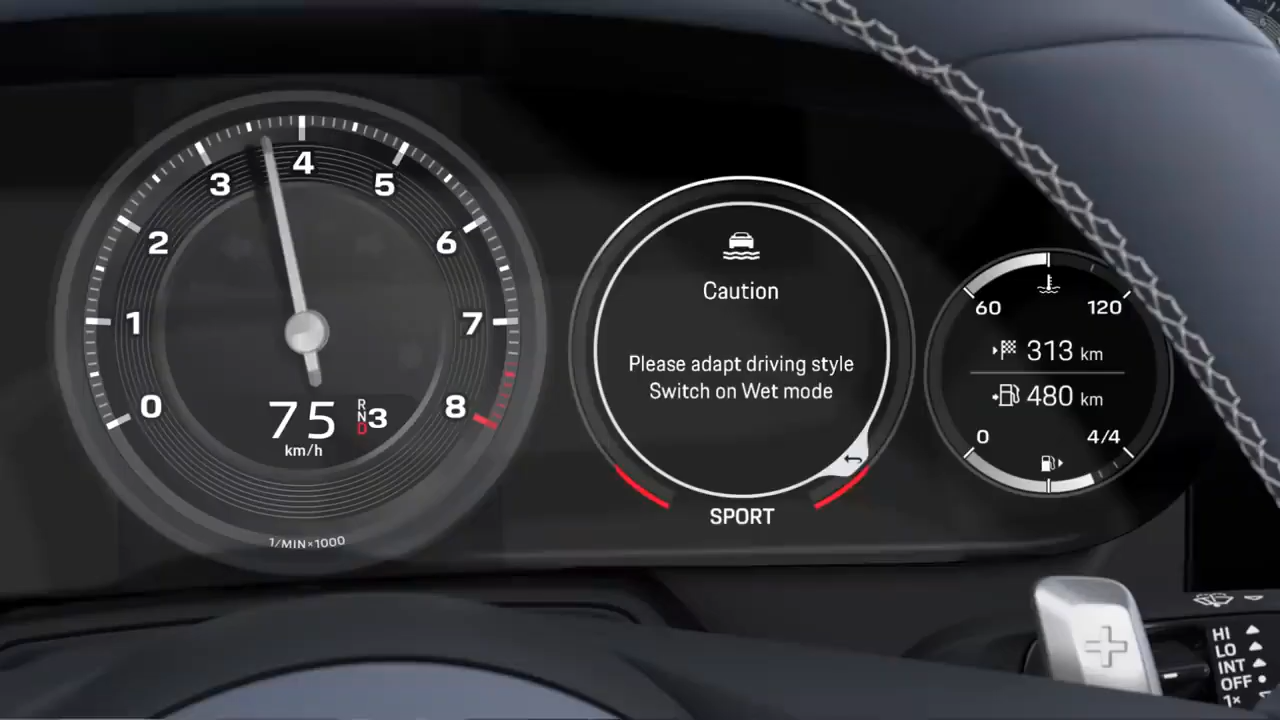 0
1
2
3
4
5
6
7
8
75
km/h
R
N
D
3
1/MIN×1000
Caution
Please adapt driving style
Switch on Wet mode
SPORT
60
120
313 km
480 km
0
4/4
HI
LO
INT
OFF
1×